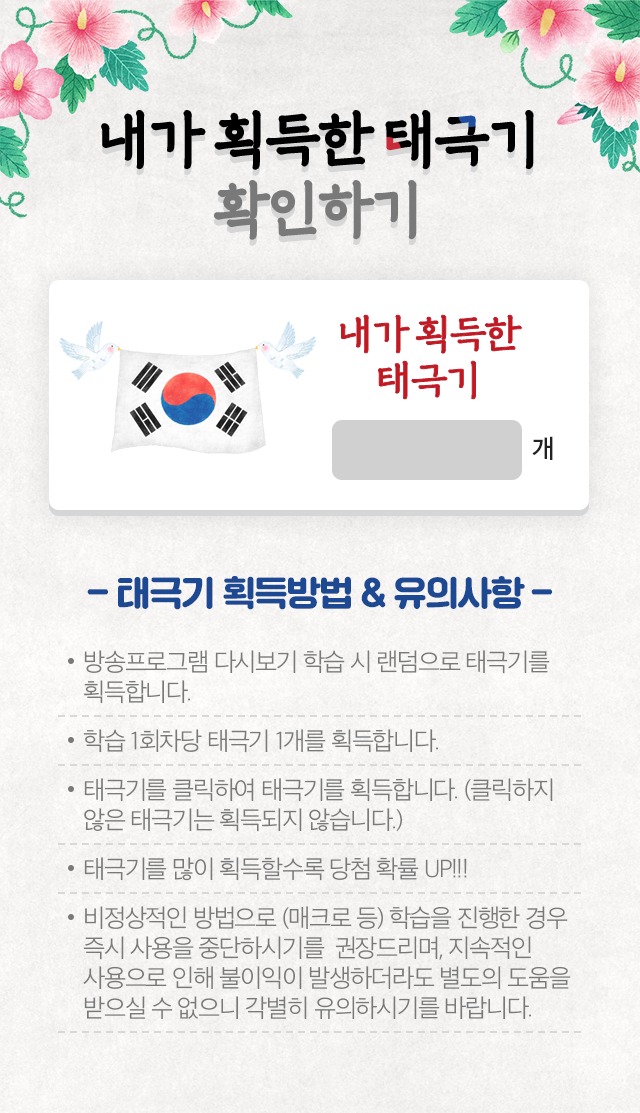 내가 획득한 태극기
확인하기
내가 획득한
태극기
개
- 태극기 획득방법 & 유의사항 -
• 방송프로그램 다시보기 학습 시 랜덤으로 태극기를
획득합니다.
• 학습 1회차당 태극기 1개를 획득합니다.
• 태극기를 클릭하여 태극기를 획득합니다. (클릭하지
않은 태극기는 획득되지 않습니다.)
• 태극기를 많이 획득할수록 당첨 확률 UP!!!
• 비정상적인 방법으로 (매크로 등) 학습을 진행한 경우
즉시 사용을 중단하시기를 권장드리며, 지속적인
사용으로 인해 불이익이 발생하더라도 별도의 도움을
받으실 수 없으니 각별히 유의하시기를 바랍니다.